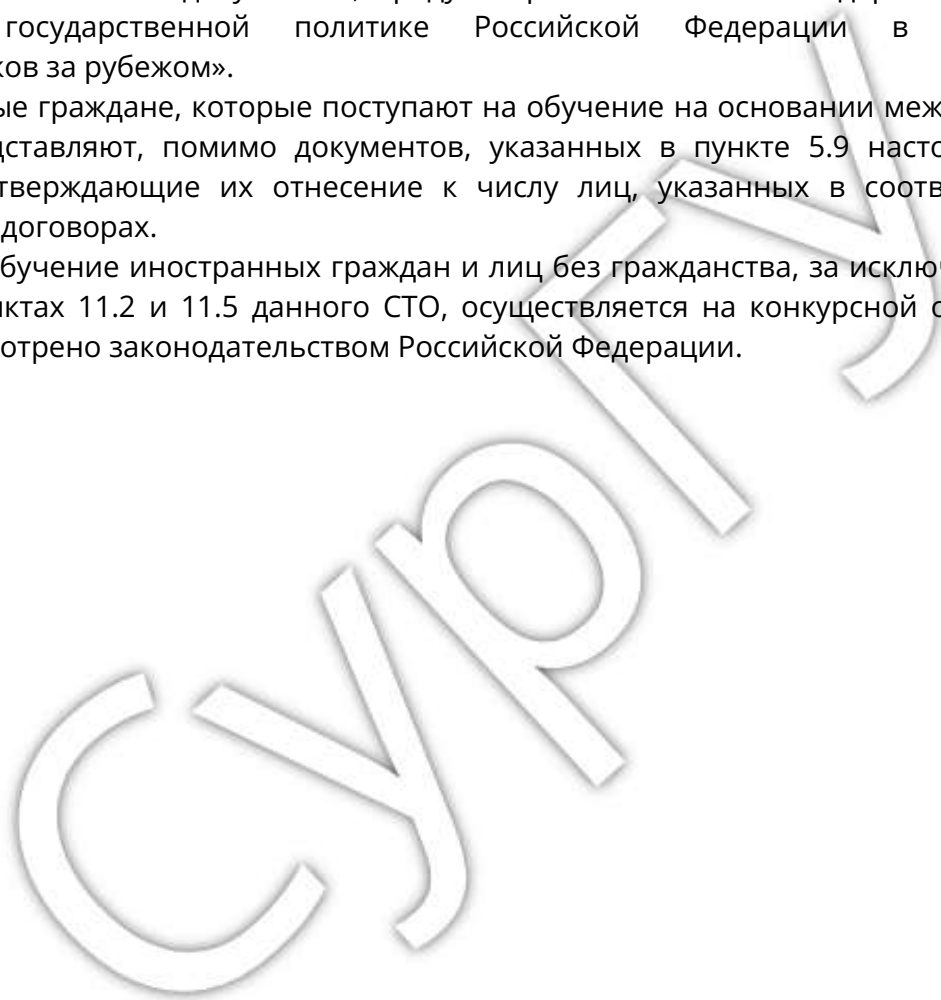 государственной политике Российской Федерации в
ков за рубежом».
ые граждане, которые поступают на обучение на основании меж
дставляют, помимо документов, указанных в пункте 5.9 насто
тверждающие их отнесение к числу лиц, указанных в соотв
договорах.
бучение иностранных граждан и лиц без гражданства, за исклю
нктах 11.2 и 11.5 данного СТО, осуществляется на конкурсной о
отрено законодательством Российской Федерации.
СурГУ